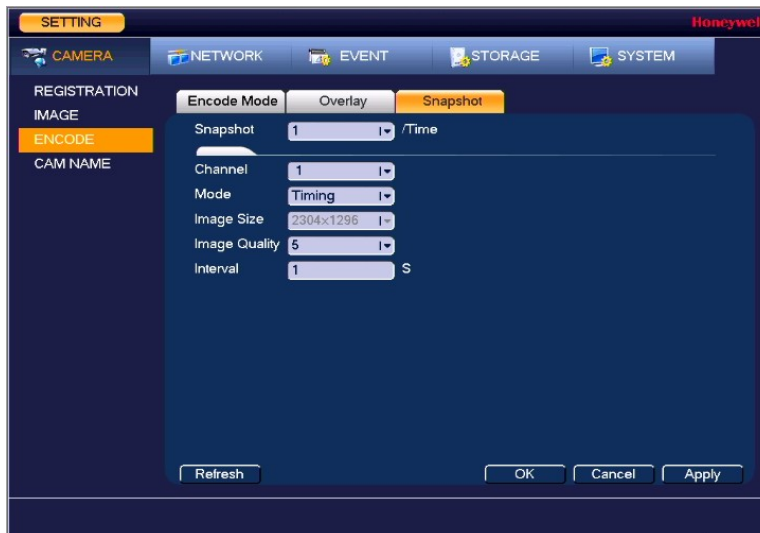 SETTING
Honeywel
CAMERA NETWORK EVENT STORAGE SYSTEM
REGISTRATION
IMAGE
ENCODE
CAM NAME
Encode Mode Overlay Snapshot
Snapshot 1 /Time
Channel 1
Mode Timing
Image Size 2304x1296
Image Quality 5
Interval 1 S
Refresh OK Cancel Apply